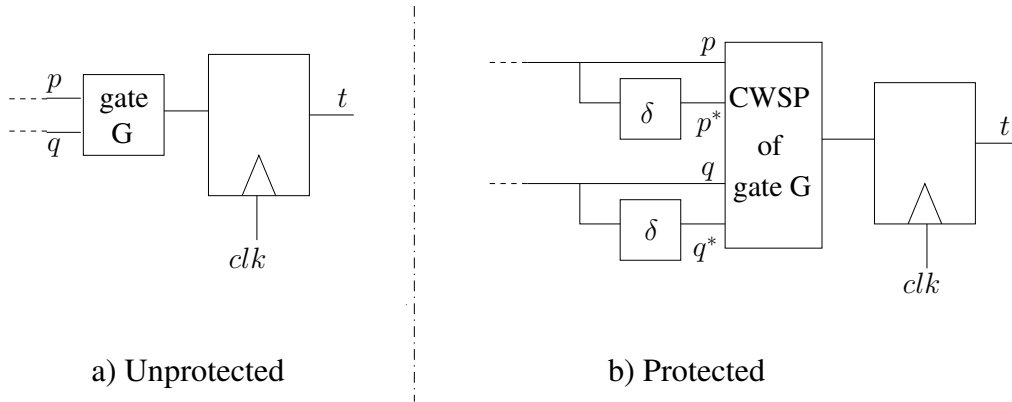 p
q
gate
G
t
clk
a) Unprotected
p
δ
p*
q
δ
q*
CWSP
of
gate G
t
clk
b) Protected